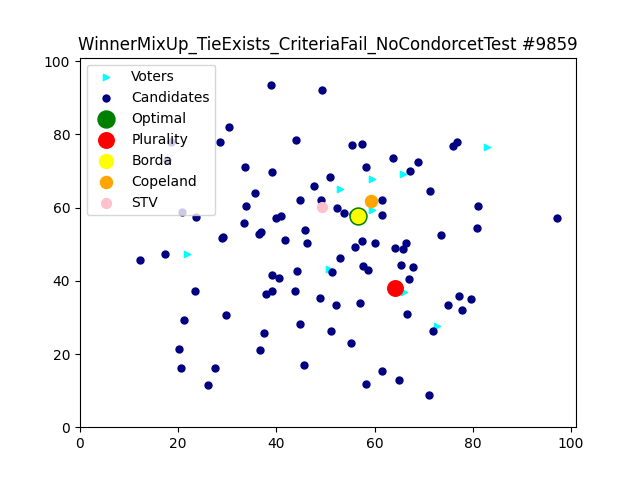 WinnerMixUp_TieExists_CriteriaFail_NoCondorcetTest #9859
100
80
60
40
20
0
Voters
Candidates
Optimal
Plurality
Borda
Copeland
STV
0 20 40 60 80 100